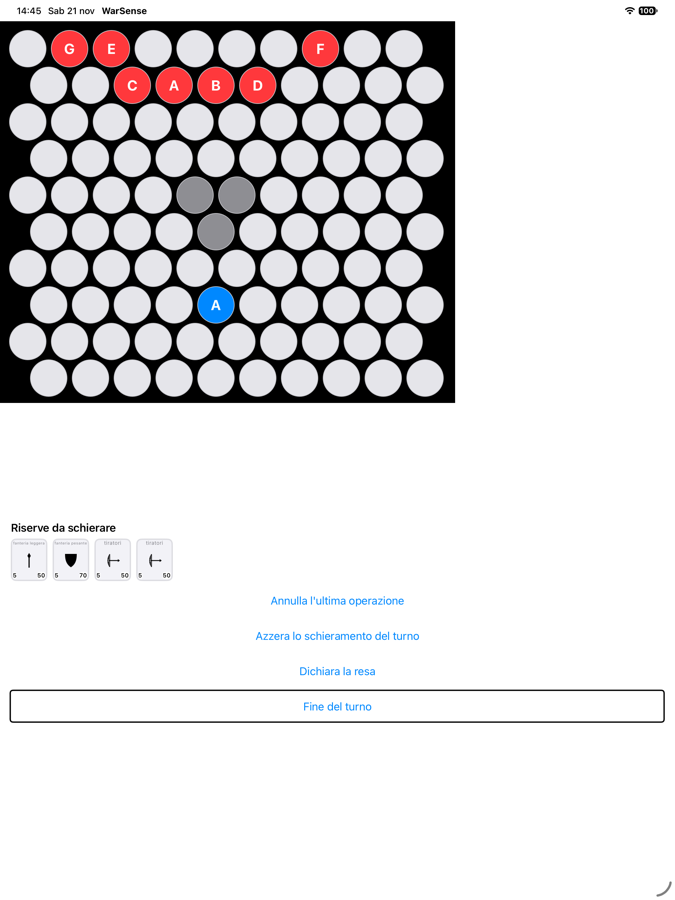 14:45 Sab 21 nov WarSense 100
G E F
C A B D
A
Riserve da schierare
fanteria leggera fanteria pesante tiratori tiratori
5 50 5 70 5 50 5 50
Annulla l'ultima operazione
Azzera lo schieramento del turno
Dichiara la resa
Fine del turno